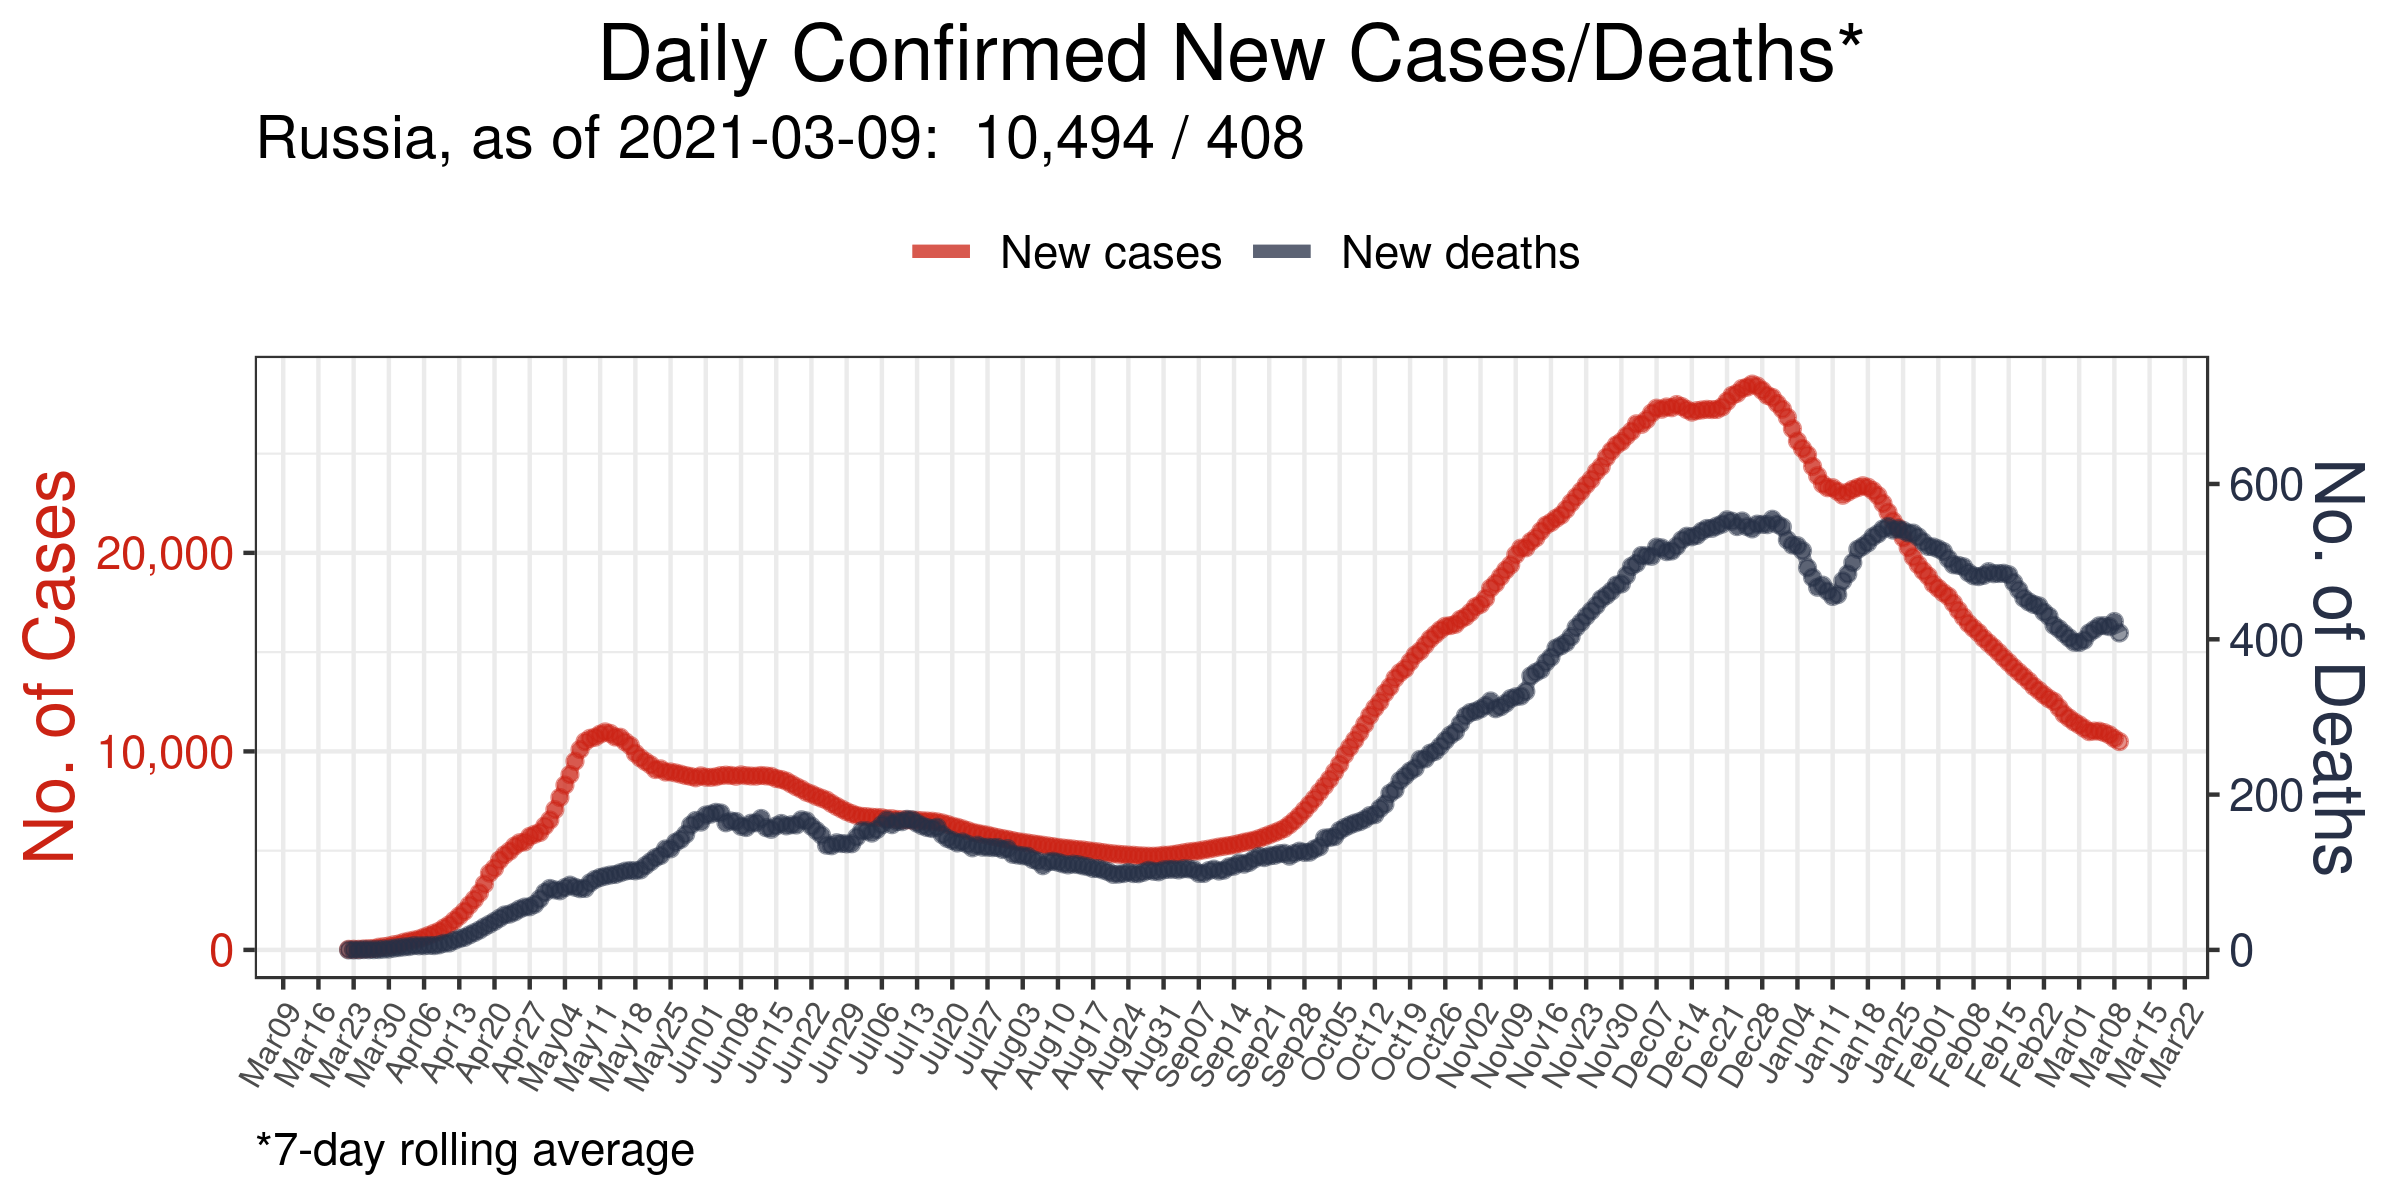 Daily Confirmed New Cases/Deaths*
Russia, as of 2021-03-09:  10,494 / 408
New cases
New deaths
No. of Cases
20,000
10,000
0
600
400
200
0
No. of Deaths
Mar09
Mar16
Mar23
Mar30
Apr06
Apr13
Apr20
Apr27
May04
May11
May18
May25
Jun01
Jun08
Jun15
Jun22
Jun29
Jul06
Jul13
Jul20
Jul27
Aug03
Aug10
Aug17
Aug24
Aug31
Sep07
Sep14
Sep21
Sep28
Oct05
Oct12
Oct19
Oct26
Nov02
Nov09
Nov16
Nov23
Nov30
Dec07
Dec14
Dec21
Dec28
Jan04
Jan11
Jan18
Jan25
Feb01
Feb08
Feb15
Feb22
Mar01
Mar08
Mar15
Mar22
*7-day rolling average